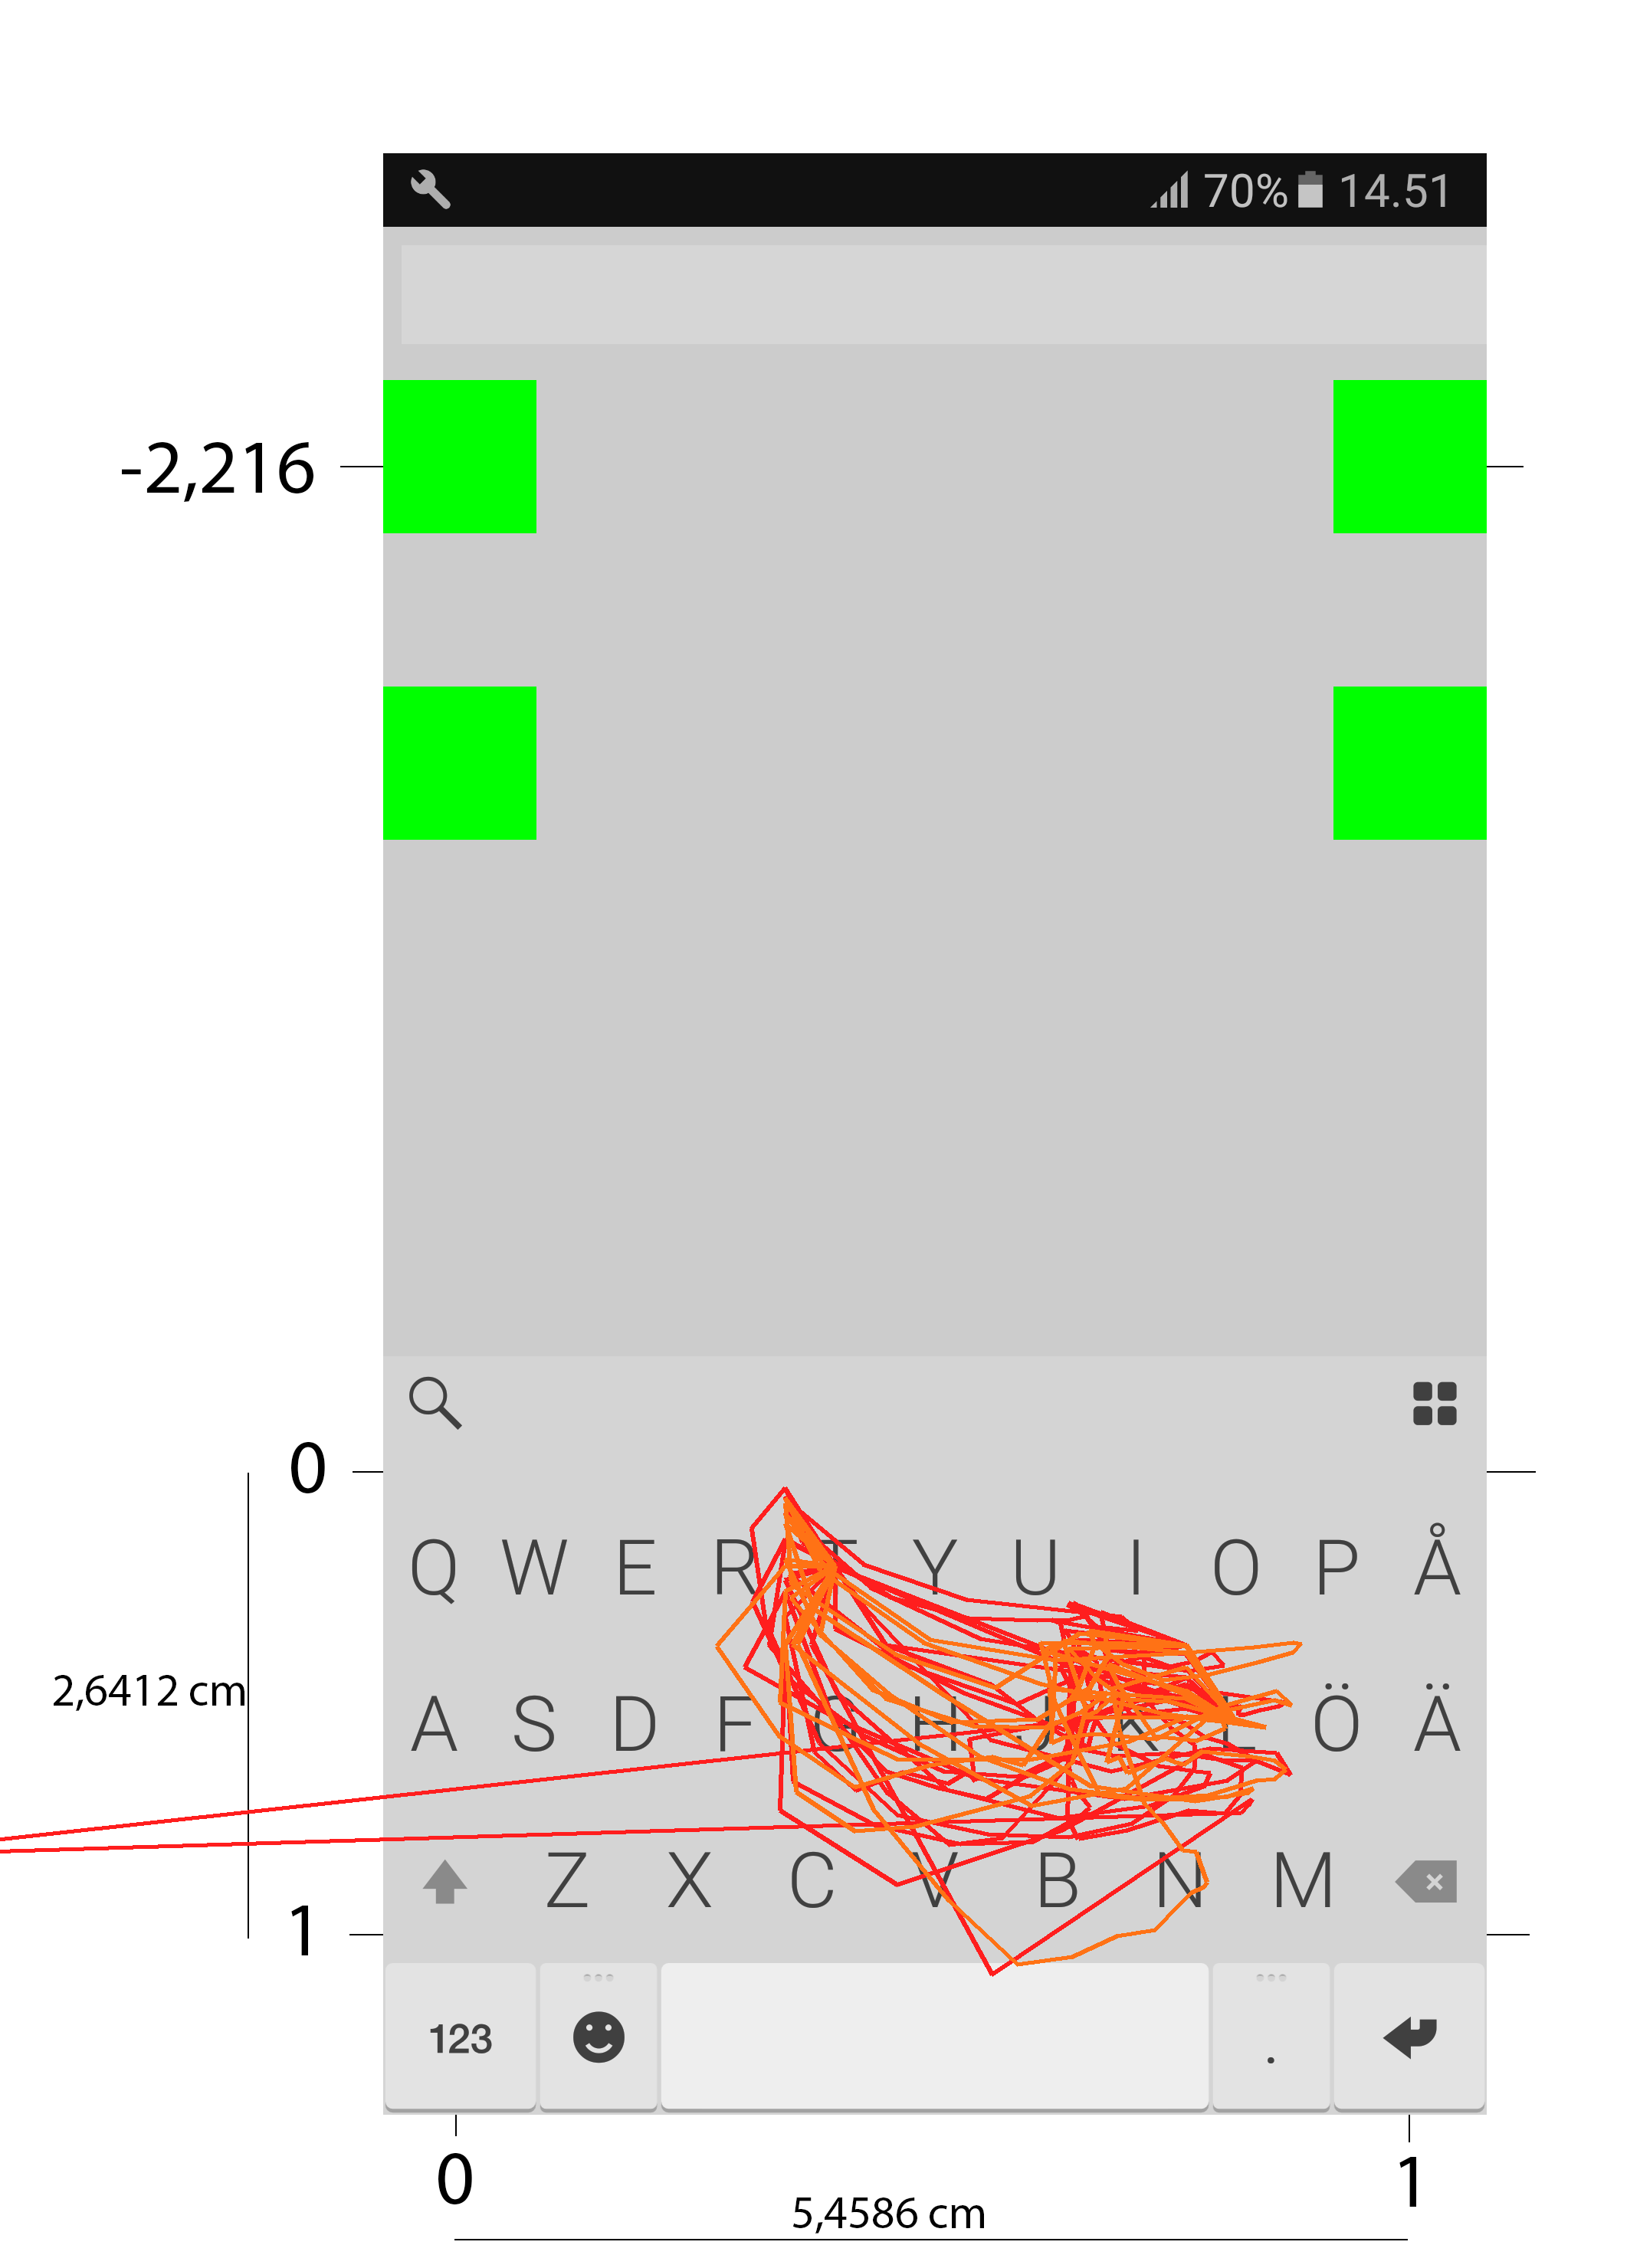 70% 14.51
-2,216
0
Q W E R T Y U I O P Å
2,6412 cm
A S D F G H J K L Ö Ä
Z X C V B N M
1
123 .
0 1
5,4586 cm